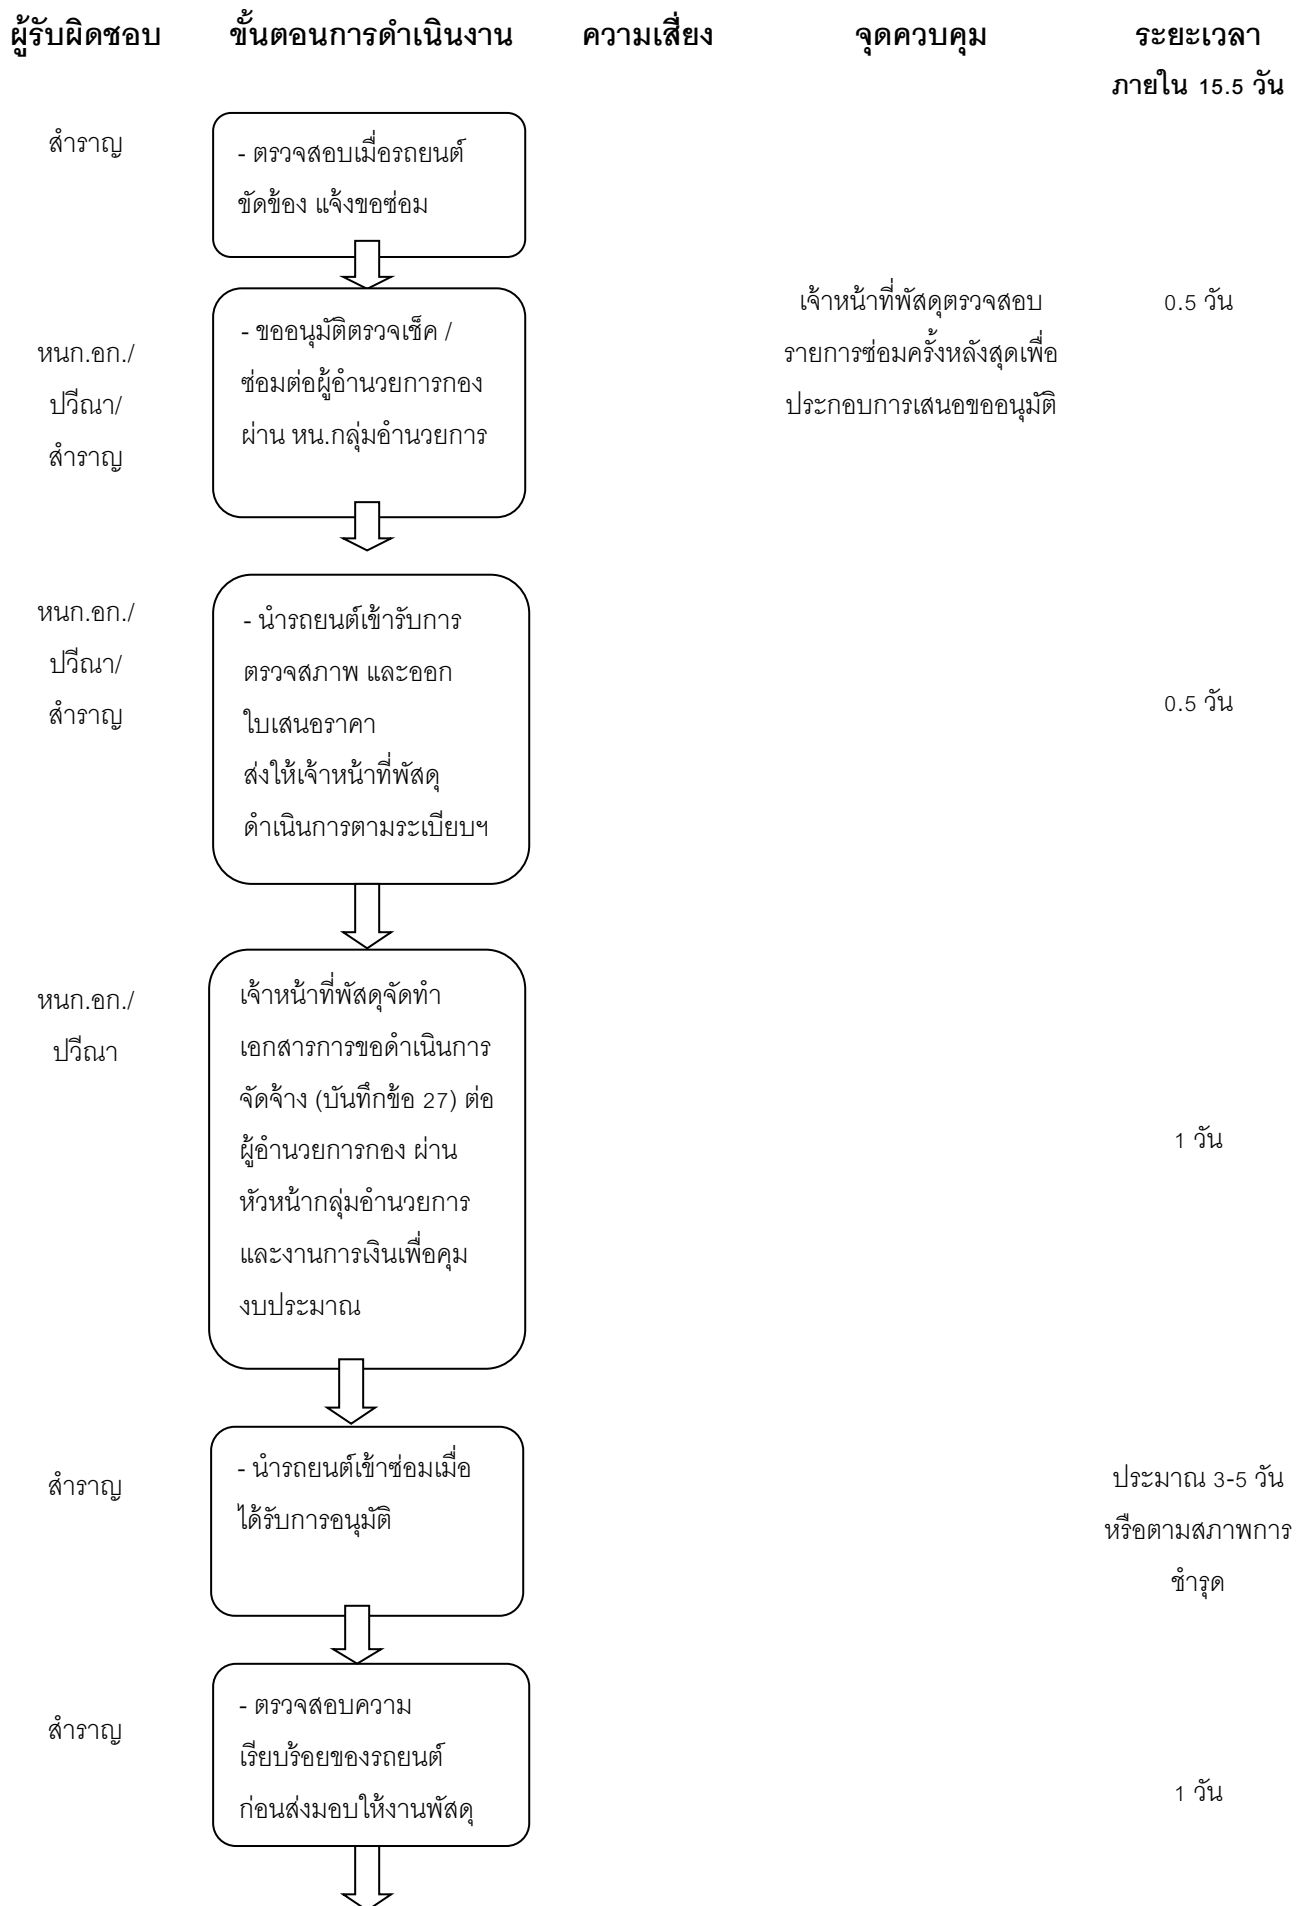 ผู้รับผิดชอบ ขั้นตอนการดำเนินงาน ความเสี่ยง จุดควบคุม ระยะเวลา
ภายใน 15.5 วัน
สำราญ
- ตรวจสอบเมื่อรถยนต์
ขัดข้อง แจ้งขอซ่อม
หนก.อก./
ปวีณา/
สำราญ
- ขออนุมัติตรวจเช็ค /
ซ่อมต่อผู้อำนวยการกอง
ผ่าน หน.กลุ่มอำนวยการ
เจ้าหน้าที่พัสดุตรวจสอบ
รายการซ่อมครั้งหลังสุดเพื่อ
ประกอบการเสนอขออนุมัติ
0.5 วัน
หนก.อก./
ปวีณา/
สำราญ
- นำรถยนต์เข้ารับการ
ตรวจสภาพ และออก
ใบเสนอราคา
ส่งให้เจ้าหน้าที่พัสดุ
ดำเนินการตามระเบียบฯ
0.5 วัน
หนก.อก./
ปวีณา
เจ้าหน้าที่พัสดุจัดทำ
เอกสารการขอดำเนินการ
จัดจ้าง (บันทึกข้อ 27) ต่อ
ผู้อำนวยการกอง ผ่าน
หัวหน้ากลุ่มอำนวยการ
และงานการเงินเพื่อคุม
งบประมาณ
1 วัน
สำราญ
- นำรถยนต์เข้าซ่อมเมื่อ
ได้รับการอนุมัติ
ประมาณ 3-5 วัน
หรือตามสภาพการ
ชำรุด
สำราญ
- ตรวจสอบความ
เรียบร้อยของรถยนต์
ก่อนส่งมอบให้งานพัสดุ
1 วัน